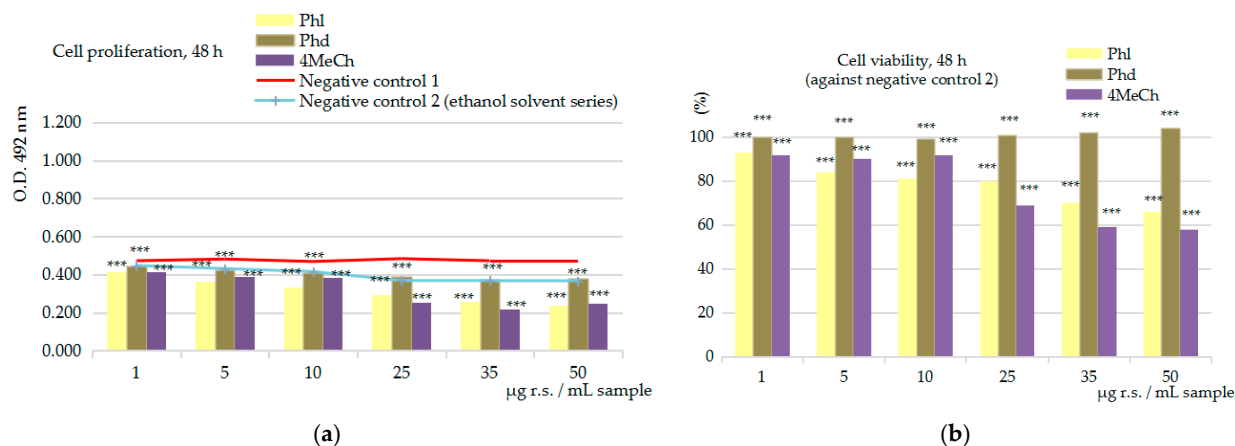 Phl
Phd
4MeCh
Negative control 1
Negative control 2 (ethanol solvent series)
Cell proliferation, 48 h
O.D. 492 nm
1.200
1.000
0.800
0.600
0.400
0.200
0.000
*** *** ***
*** *** ***
*** *** ***
*** *** ***
*** *** ***
*** *** ***
1 5 10 25 35 50
µg r.s. / mL sample
(a)
Cell viability, 48 h
(against negative control 2)
Phl
Phd
4MeCh
(%)
100
80
60
40
20
0
*** *** ***
*** *** ***
*** *** ***
*** *** ***
*** *** ***
*** *** ***
1 5 10 25 35 50
µg r.s. / mL sample
(b)